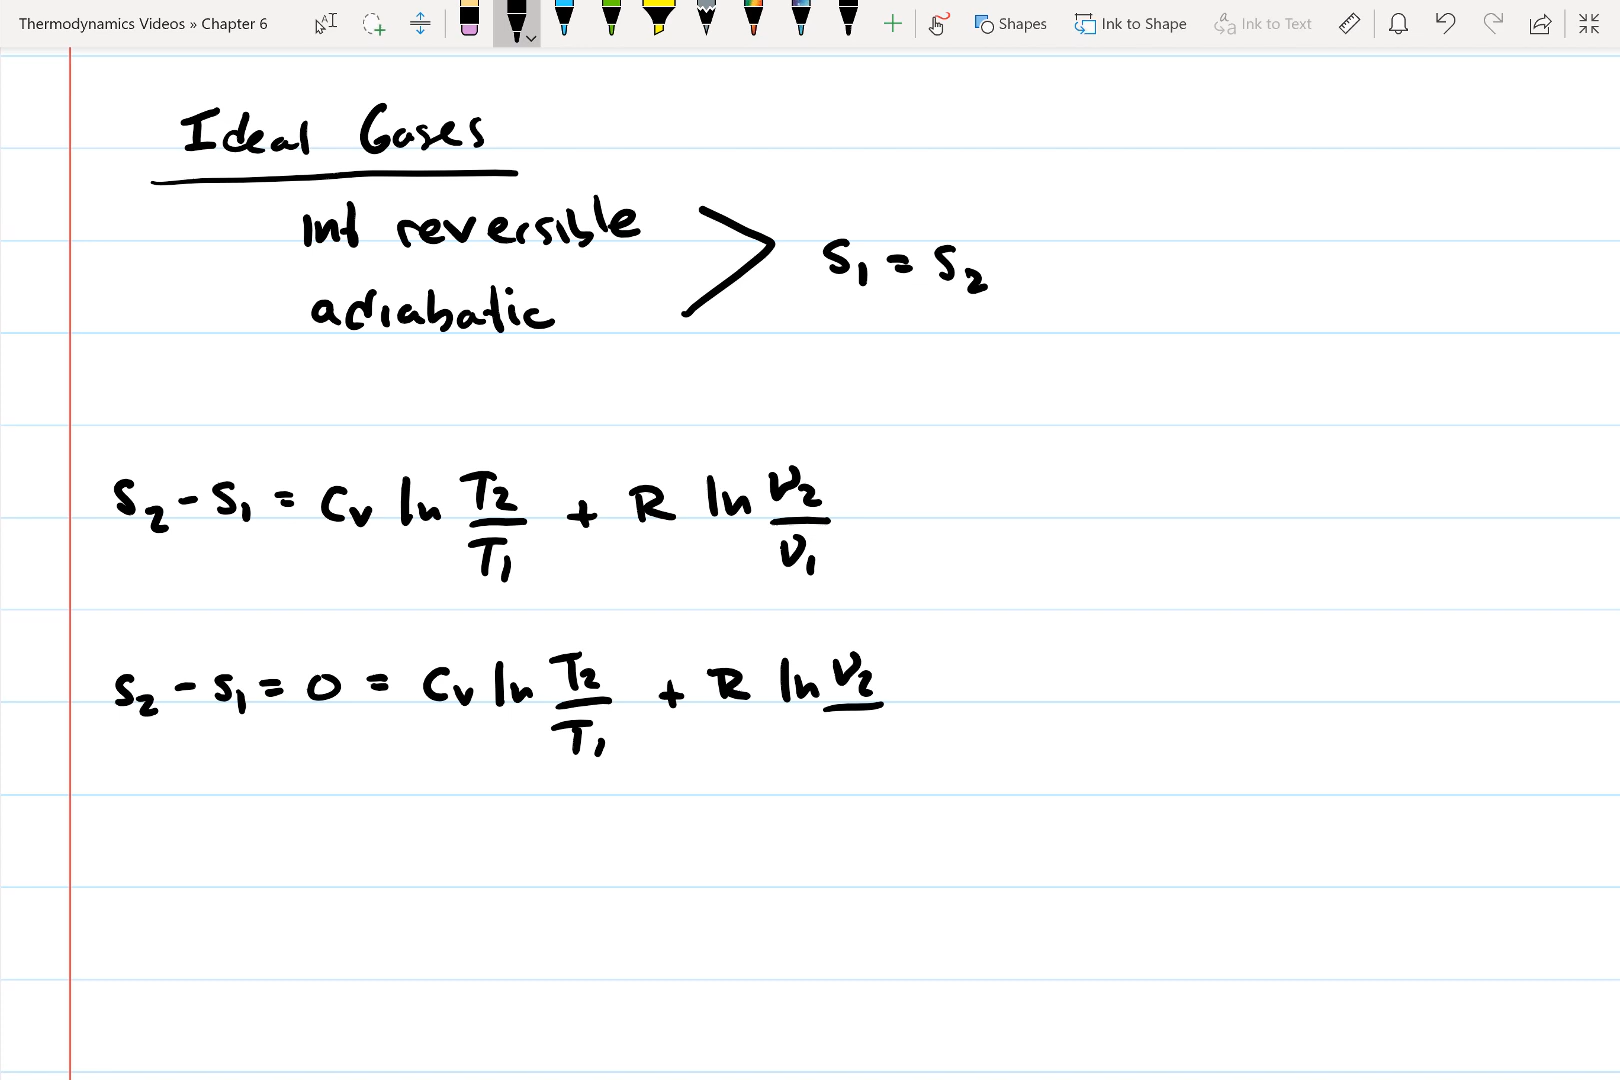 Thermodynamics Videos » Chapter 6 Shapes Ink to Shape Ink to Text
Ideal Gases
int reversible
adiabatic
S₁ = S₂
S₂ - S₁ = Cv ln T₂/T₁ + R ln V₂/V₁
S₂ - S₁ = 0 = Cv ln T₂/T₁ + R ln V₂